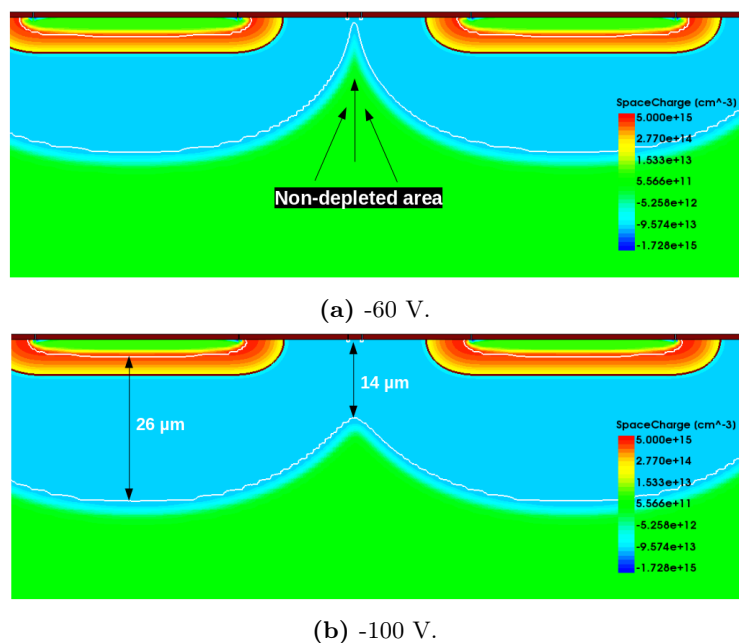 SpaceCharge (cm^-3)
5.000e+15
2.770e+14
1.533e+13
5.566e+11
-5.258e+12
-9.574e+13
-1.728e+15
Non-depleted area
(a) -60 V.
14 µm
26 µm
SpaceCharge (cm^-3)
5.000e+15
2.770e+14
1.533e+13
5.566e+11
-5.258e+12
-9.574e+13
-1.728e+15
(b) -100 V.